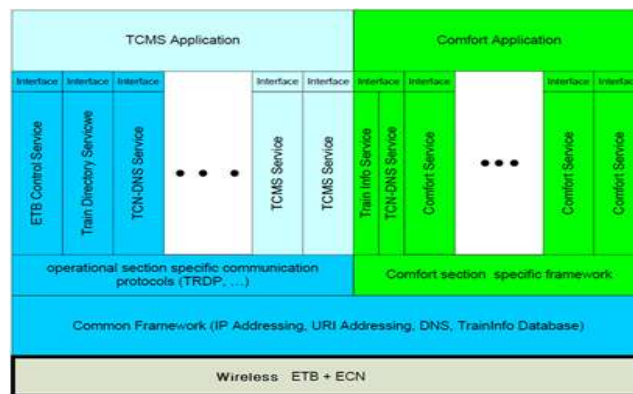 TCMS Application
Comfort Application
Interface
Interface
Interface
Interface
Interface
Interface
Interface
Interface
Interface
ETB Control Service
Train Directory Servicwe
TCN-DNS Service
• • •
TCMS Service
TCMS Service
Train Info Service
TCN-DNS Service
Comfort Service
•••
Comfort Service
Comfort Service
operational section specific communication
protocols (TRDP, ...)
Comfort section specific framework
Common Framework (IP Addressing, URI Addressing, DNS, TrainInfo Database)
Wireless ETB + ECN